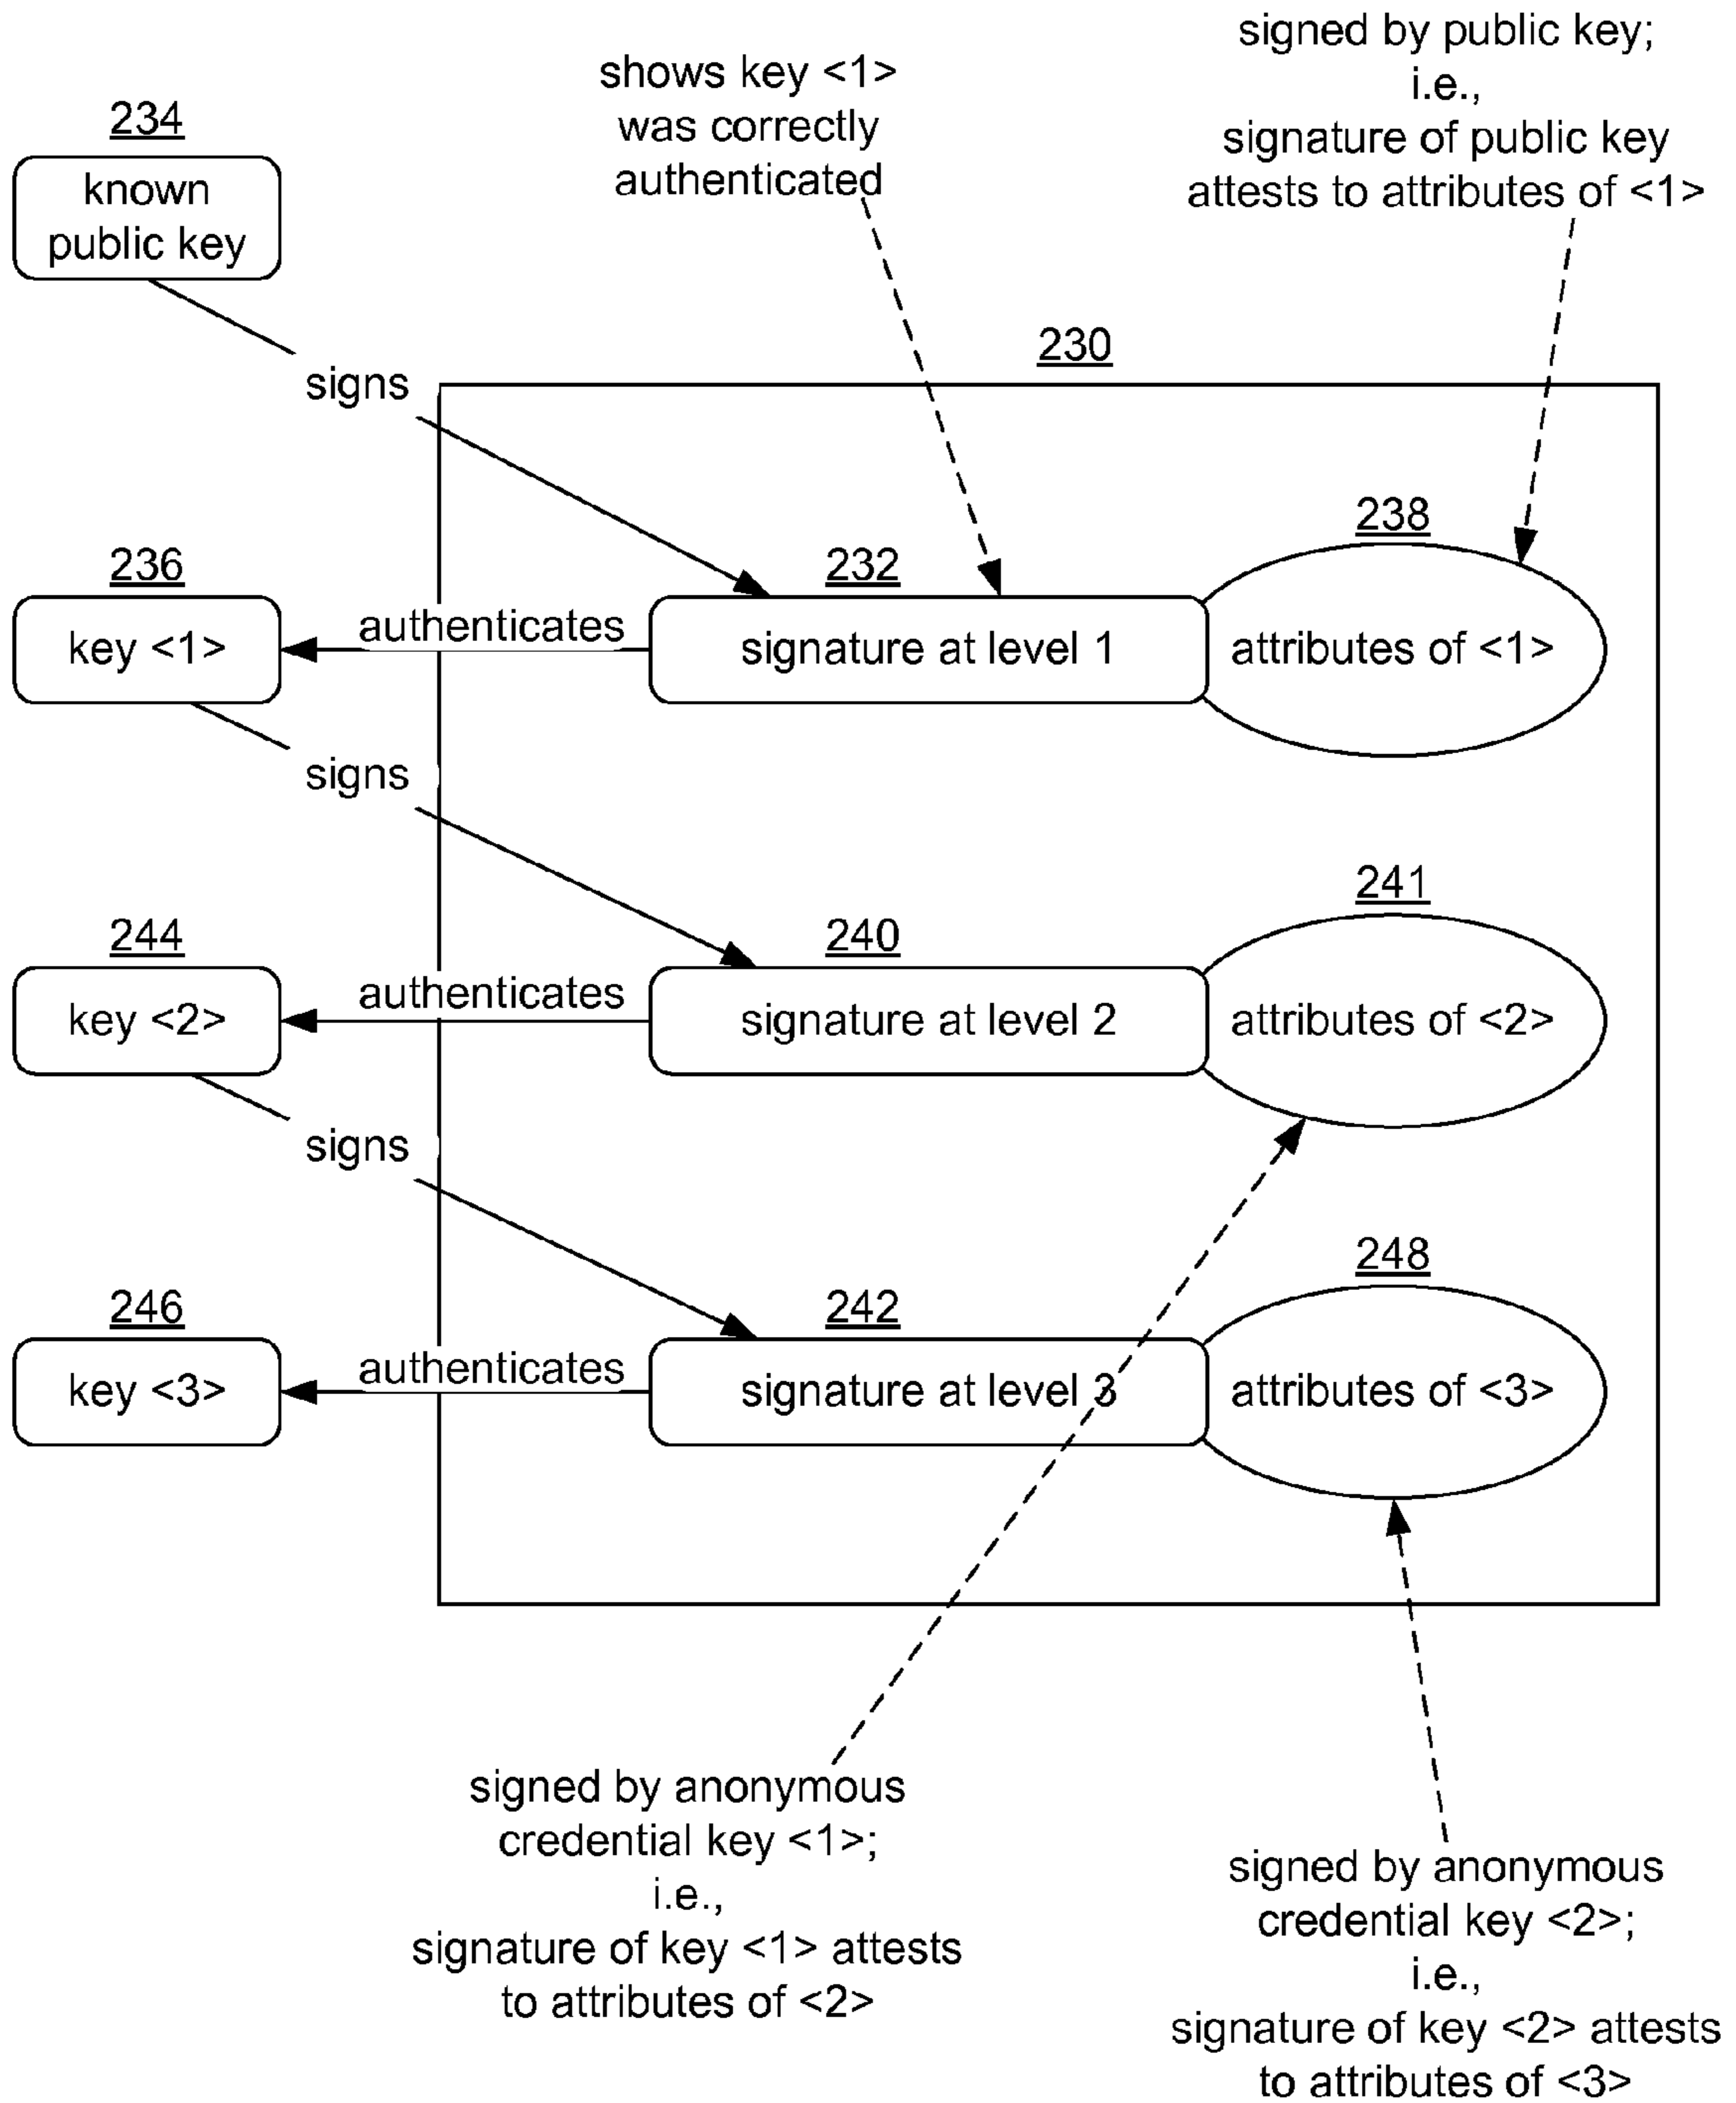 signed by public key;
i.e.,
signature of public key
attests to attributes of <1>
shows key <1>
was correctly
authenticated
234
known
public key
230
signs
238
236
232
key <1>
authenticates
signature at level 1
attributes of <1>
signs
241
244
240
key <2>
authenticates
signature at level 2
attributes of <2>
signs
248
246
242
key <3>
authenticates
signature at level 3
attributes of <3>
signed by anonymous
credential key <1>;
i.e.,
signature of key <1> attests
to attributes of <2>
signed by anonymous
credential key <2>;
i.e.,
signature of key <2> attests
to attributes of <3>